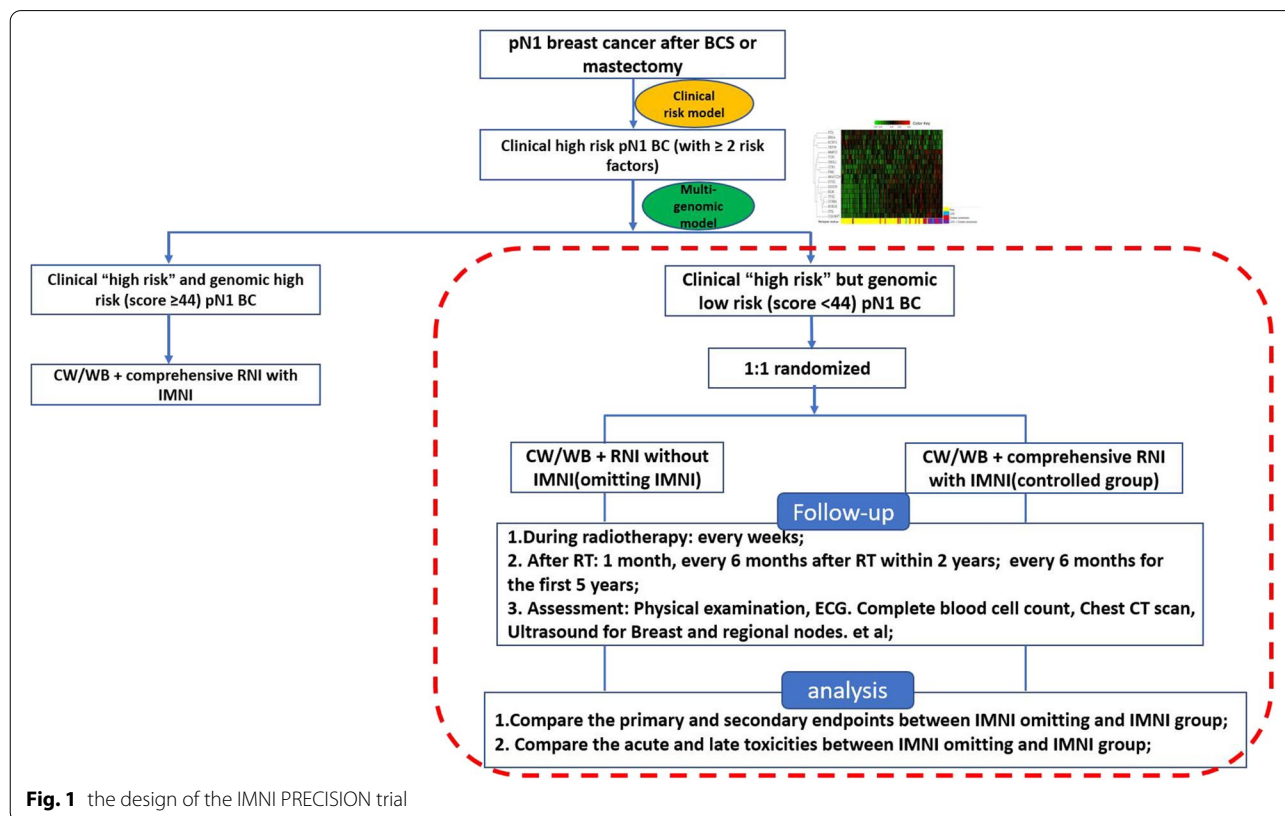 pN1 breast cancer after BCS or
mastectomy
Clinical
risk model
Clinical high risk pN1 BC (with ≥ 2 risk
factors)
Multi-
genomic
model
Color Key
Clinical “high risk” and genomic high
risk (score ≥44) pN1 BC
CW/WB + comprehensive RNI with
IMNI
Clinical “high risk” but genomic
low risk (score <44) pN1 BC
1:1 randomized
CW/WB + RNI without
IMNI(omitting IMNI)
CW/WB + comprehensive RNI
with IMNI(controlled group)
Follow-up
1.During radiotherapy: every weeks;
2. After RT: 1 month, every 6 months after RT within 2 years; every 6 months for
the first 5 years;
3. Assessment: Physical examination, ECG. Complete blood cell count, Chest CT scan,
Ultrasound for Breast and regional nodes. et al;
analysis
1.Compare the primary and secondary endpoints between IMNI omitting and IMNI group;
2. Compare the acute and late toxicities between IMNI omitting and IMNI group;
Fig. 1 the design of the IMNI PRECISION trial